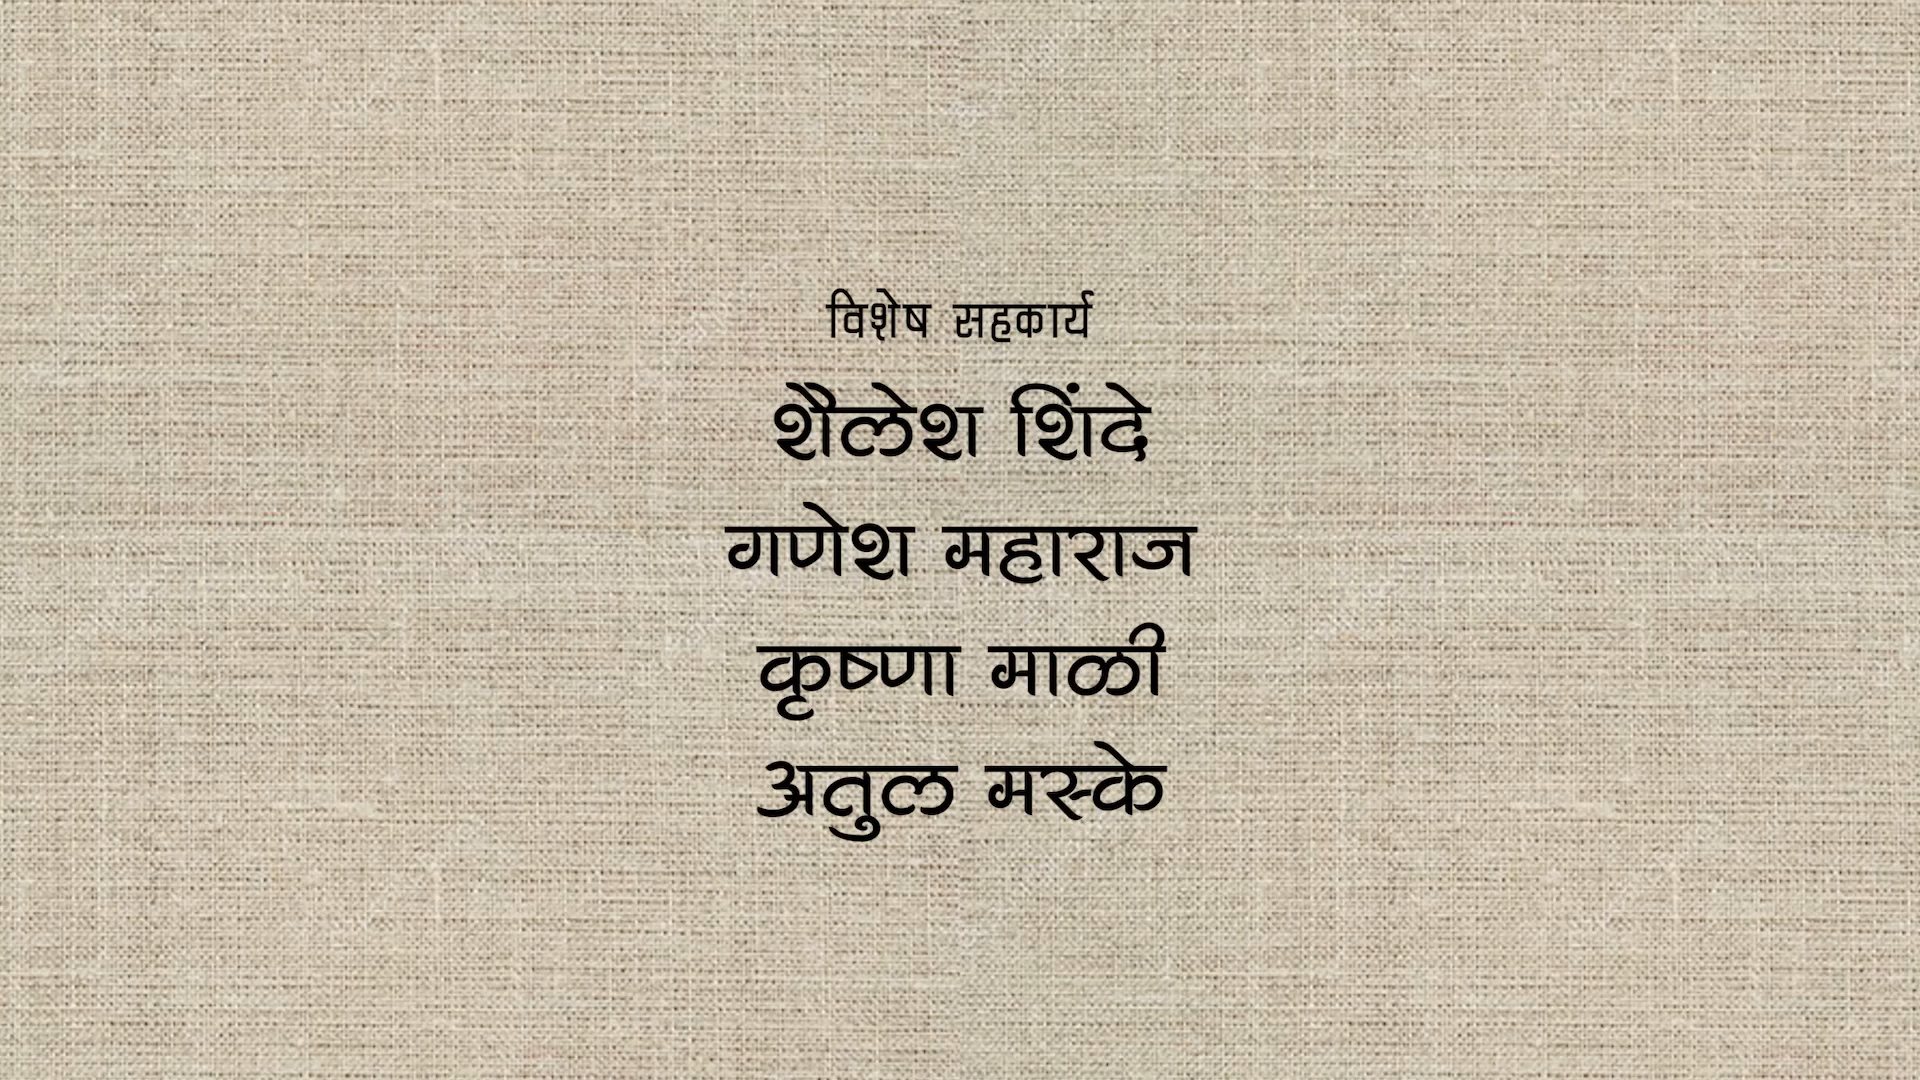 विशेष सहकार्य
शैलेश शिंदे
गणेश महाराज
कृष्णा माळी
अतुल मस्के